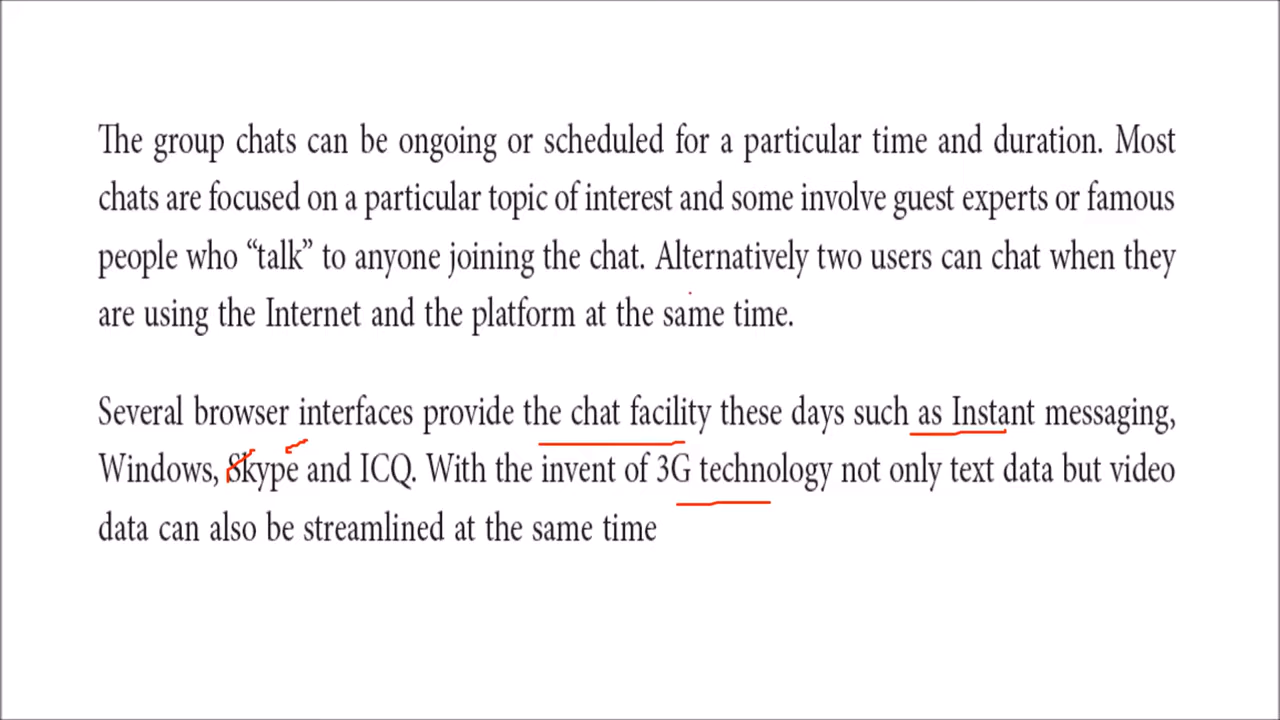 The group chats can be ongoing or scheduled for a particular time and duration. Most
chats are focused on a particular topic of interest and some involve guest experts or famous
people who “talk” to anyone joining the chat. Alternatively two users can chat when they
are using the Internet and the platform at the same time.
Several browser interfaces provide the chat facility these days such as Instant messaging,
Windows, Skype and ICQ. With the invent of 3G technology not only text data but video
data can also be streamlined at the same time